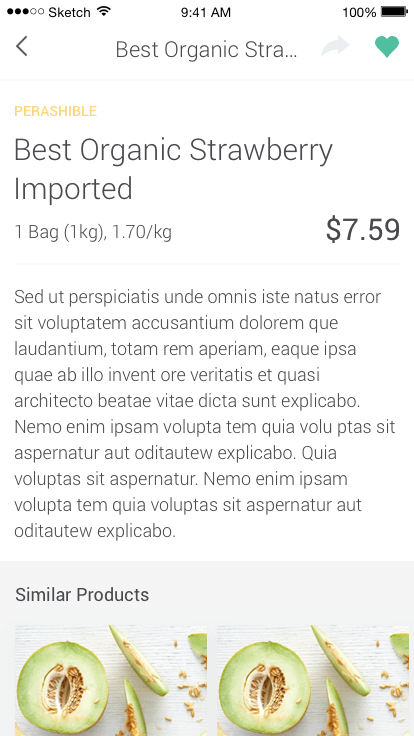 Sketch 9:41 AM 100%
Best Organic Stra...
PERASHIBLE
Best Organic Strawberry
Imported
1 Bag (1kg), 1.70/kg $7.59
Sed ut perspiciatis unde omnis iste natus error
sit voluptatem accusantium dolorem que
laudantium, totam rem aperiam, eaque ipsa
quae ab illo invent ore veritatis et quasi
architecto beatae vitae dicta sunt explicabo.
Nemo enim ipsam volupta tem quia volu ptas sit
aspernatur aut oditautew explicabo. Quia
voluptas sit aspernatur. Nemo enim ipsam
volupta tem quia voluptas sit aspernatur aut
oditautew explicabo.
Similar Products